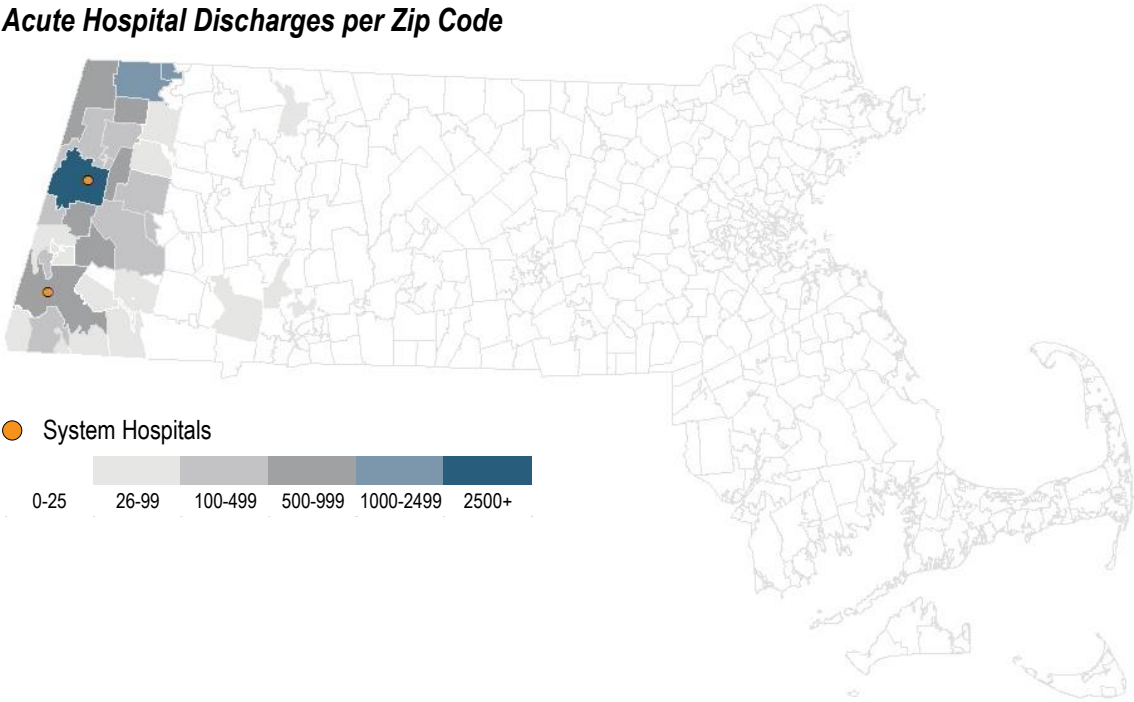 Acute Hospital Discharges per Zip Code
System Hospitals
0-25 26-99 100-499 500-999 1000-2499 2500+